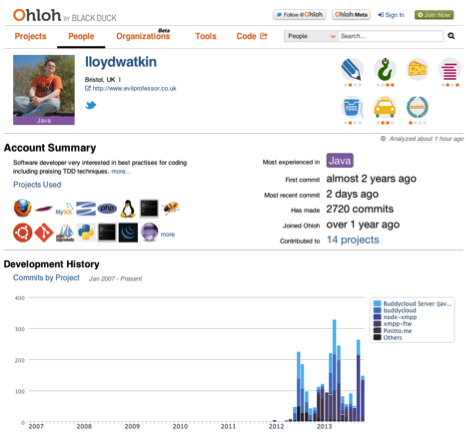 Ohloh BY BLACK DUCK
Follow @Ohloh
Ohloh Meta
Sign In
Join Now
Projects
People
Organizations Beta
Tools
Code
People
Search...
lloydwatkin
Bristol, UK |
http://www.evilprofessor.co.uk
Java
FOSS
Analyzed about 1 hour ago
Account Summary
Software developer very interested in best practises for coding
including praising TDD techniques. more...
Projects Used
MySQL
php
more
Most experienced in Java
First commit almost 2 years ago
Most recent commit 2 days ago
Has made 2720 commits
Joined Ohloh over 1 year ago
Contributed to 14 projects
Development History
Commits by Project Jan 2007 - Present
400
300
200
100
0
2007 2008 2009 2010 2011 2012 2013
Buddycloud Server (Jav...
buddycloud
node-xmpp
xmpp-ftw
Pinitto.me
Others